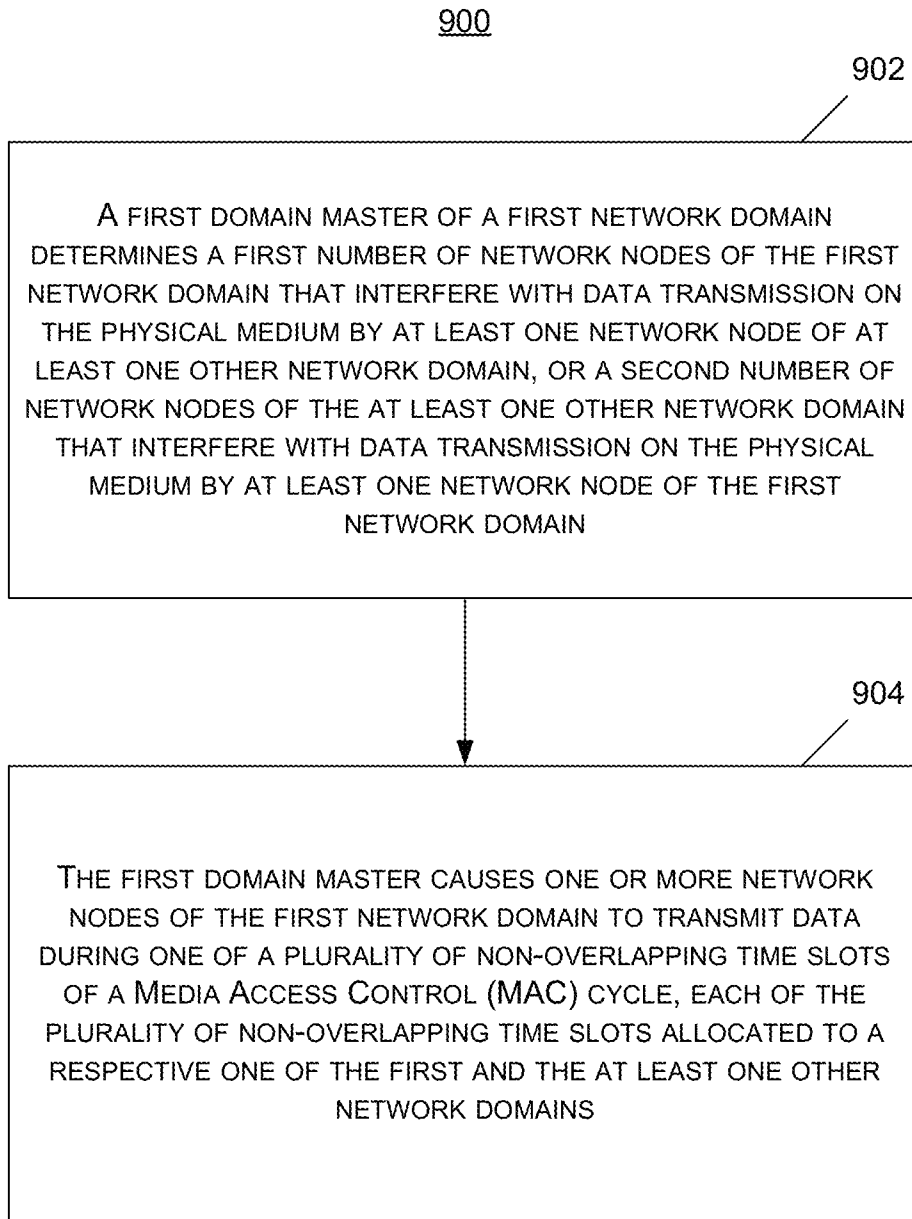 900
902
A FIRST DOMAIN MASTER OF A FIRST NETWORK DOMAIN
DETERMINES A FIRST NUMBER OF NETWORK NODES OF THE FIRST
NETWORK DOMAIN THAT INTERFERE WITH DATA TRANSMISSION ON
THE PHYSICAL MEDIUM BY AT LEAST ONE NETWORK NODE OF AT
LEAST ONE OTHER NETWORK DOMAIN, OR A SECOND NUMBER OF
NETWORK NODES OF THE AT LEAST ONE OTHER NETWORK DOMAIN
THAT INTERFERE WITH DATA TRANSMISSION ON THE PHYSICAL
MEDIUM BY AT LEAST ONE NETWORK NODE OF THE FIRST
NETWORK DOMAIN
904
THE FIRST DOMAIN MASTER CAUSES ONE OR MORE NETWORK
NODES OF THE FIRST NETWORK DOMAIN TO TRANSMIT DATA
DURING ONE OF A PLURALITY OF NON-OVERLAPPING TIME SLOTS
OF A MEDIA ACCESS CONTROL (MAC) CYCLE, EACH OF THE
PLURALITY OF NON-OVERLAPPING TIME SLOTS ALLOCATED TO A
RESPECTIVE ONE OF THE FIRST AND THE AT LEAST ONE OTHER
NETWORK DOMAINS